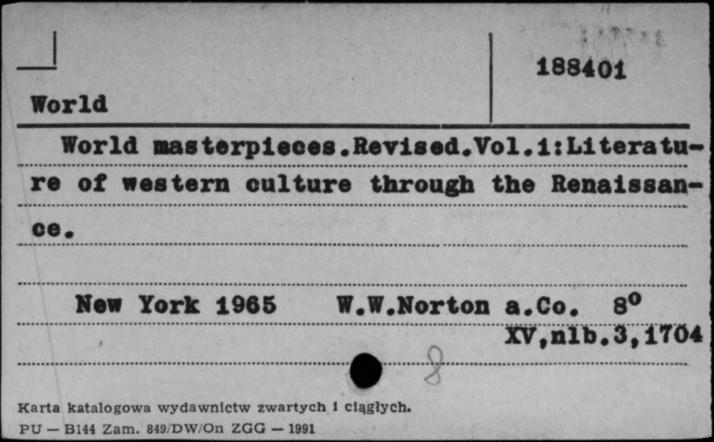 188401
World
World masterpieces.Revised.Vol.1:Literatu-
re of western culture through the Renaissan-
ce.
New York 1965 W.W.Norton a.Co. 8°
XV,nlb.3,1704
8
Karta katalogowa wydawnictw zwartych i ciągłych.
PU — B144 Zam. 849/DW/On ZGG — 1991